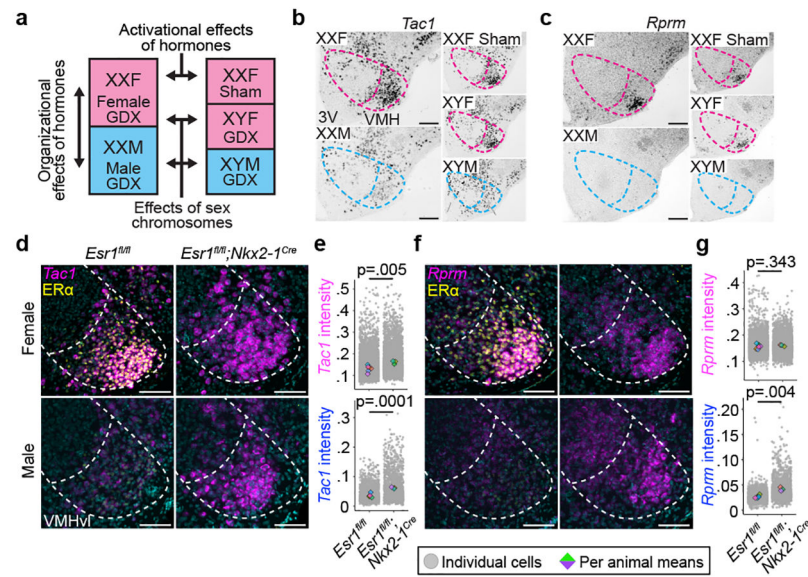 a
Activational effects
of hormones
Organizational
effects of hormones
XXF
Female
GDX
XXM
Male
GDX
XXF
Sham
XYF
GDX
XYM
GDX
Effects of sex
chromosomes
b
Tac1
XXF
XXF Sham
XYF
3V
VMH
XXM
XYM
c
Rprm
XXF
XXF Sham
XYF
XXM
XYM
d
Esr1fl/fl
Esr1fl/fl;Nkx2-1Cre
Tac1
ERα
Female
Male
VMHvl
e
p=.005
Tac1 intensity
.5
.4
.3
.2
.1
p=.0001
Tac1 intensity
.3
.2
.1
0
Esr1fl/fl
Esr1fl/fl;
Nkx2-1Cre
f
Rprm
ERα
g
p=.343
Rprm intensity
.4
.3
.2
.1
p=.004
Rprm intensity
.20
.15
.10
.05
0
Esr1fl/fl
Esr1fl/fl;
Nkx2-1Cre
Individual cells
Per animal means